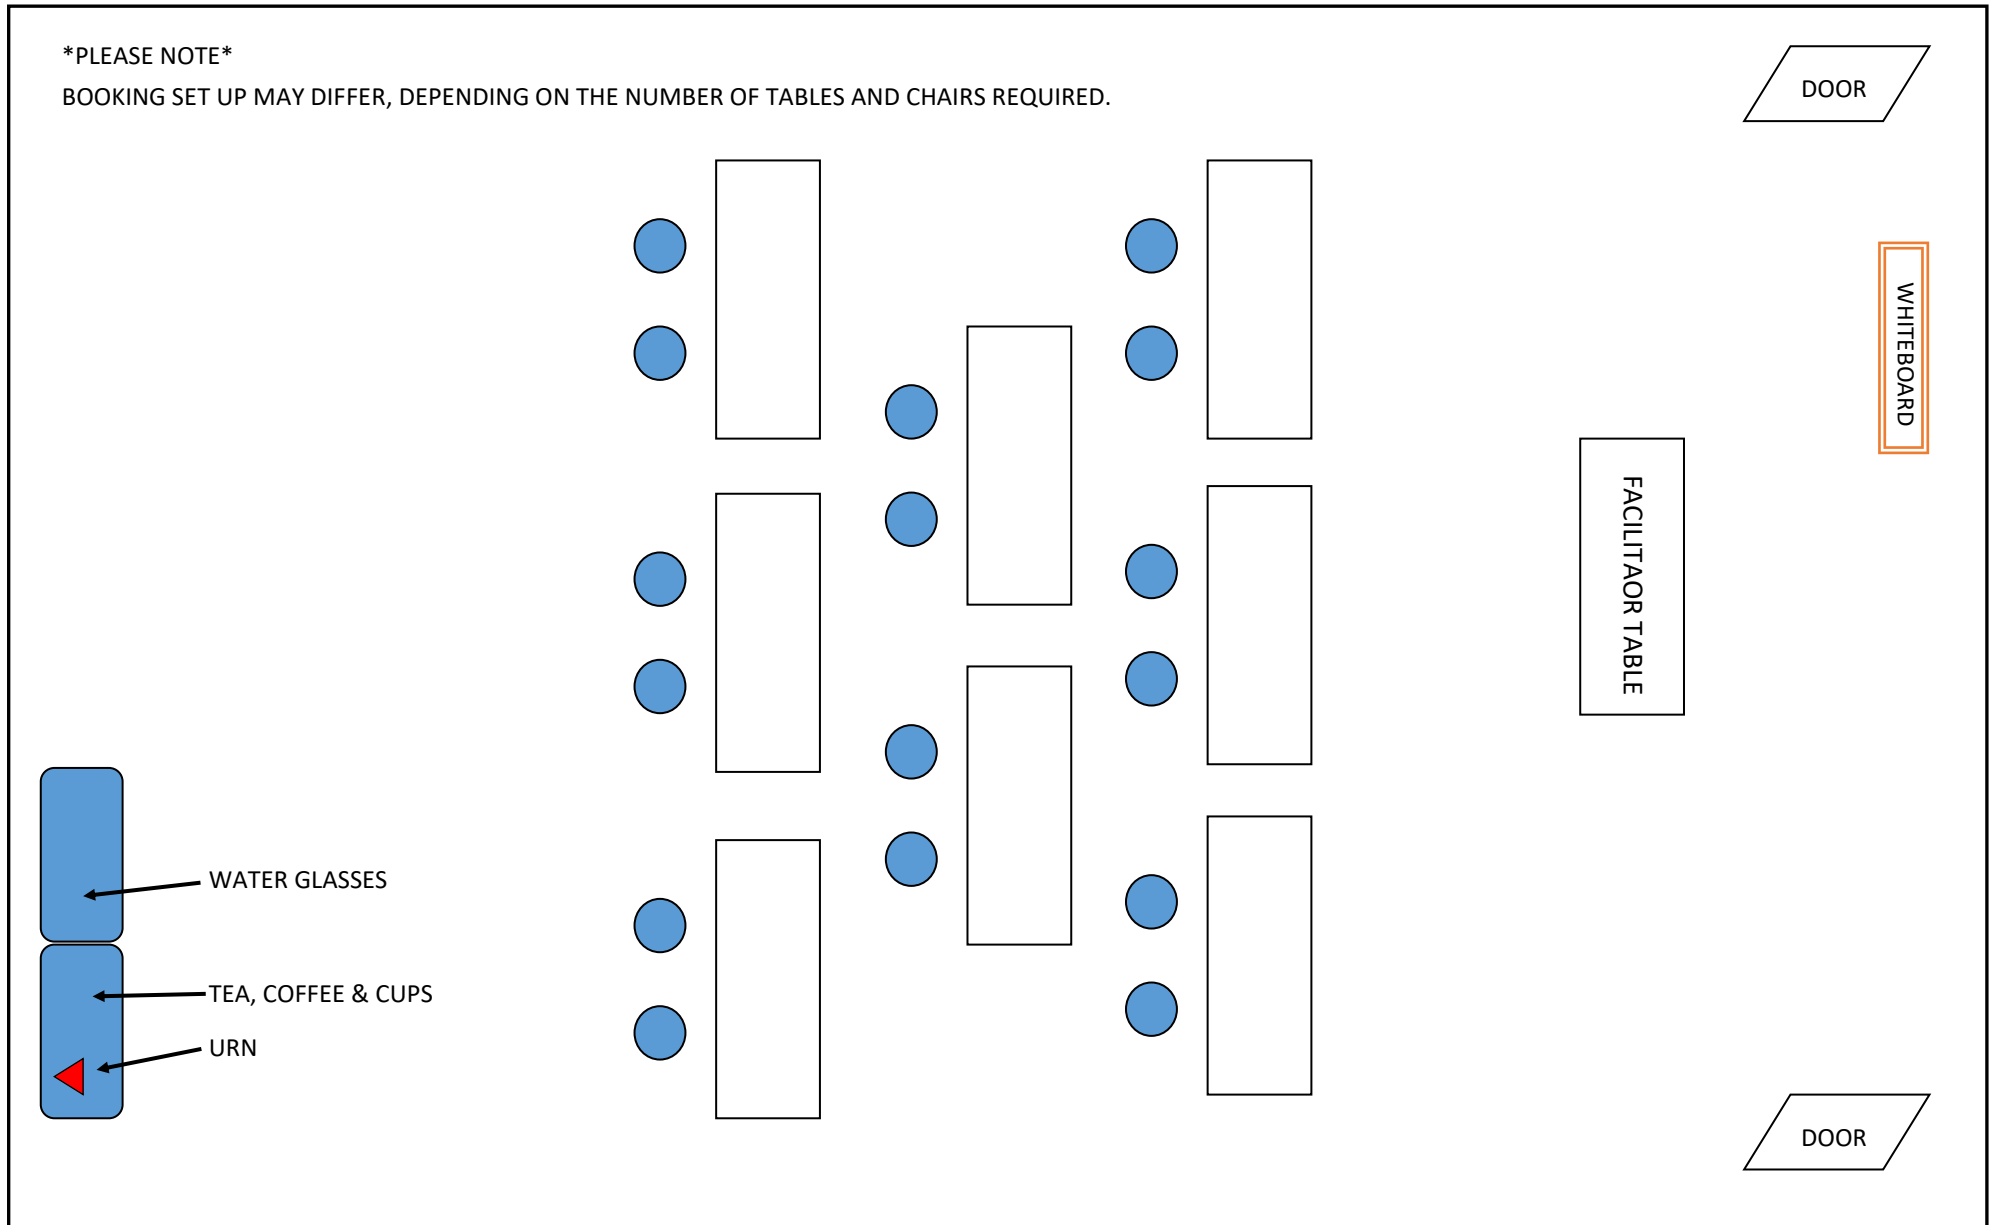 *PLEASE NOTE*
BOOKING SET UP MAY DIFFER, DEPENDING ON THE NUMBER OF TABLES AND CHAIRS REQUIRED.
DOOR
WHITEBOARD
FACILITAOR TABLE
WATER GLASSES
TEA, COFFEE & CUPS
URN
DOOR